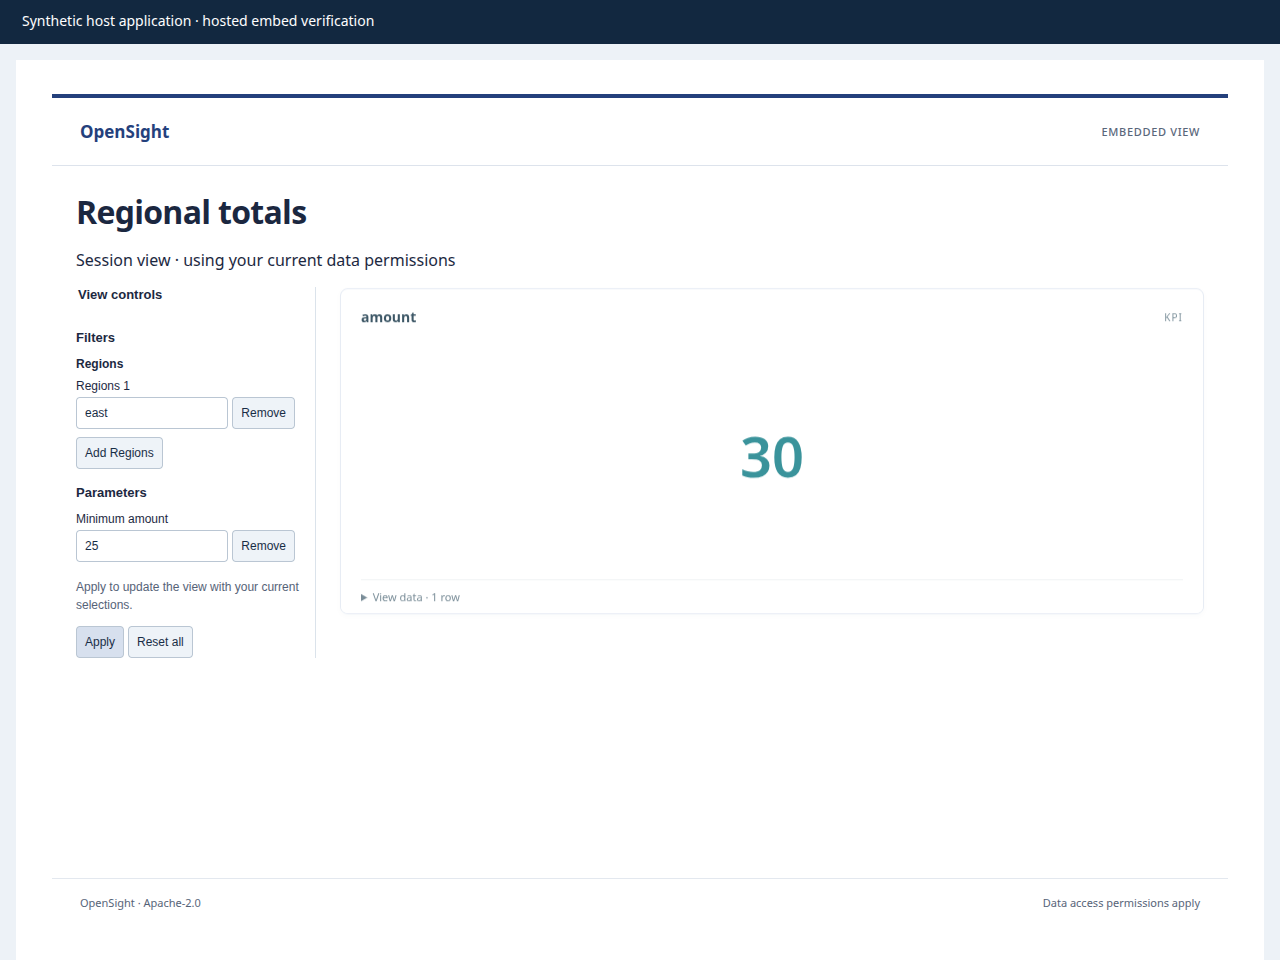 Synthetic host application · hosted embed verification
OpenSight
EMBEDDED VIEW
Regional totals
Session view · using your current data permissions
View controls
Filters
Regions
Regions 1
east
Remove
Add Regions
Parameters
Minimum amount
25
Remove
Apply to update the view with your current
selections.
Apply
Reset all
amount
KPI
30
View data · 1 row
OpenSight · Apache-2.0
Data access permissions apply